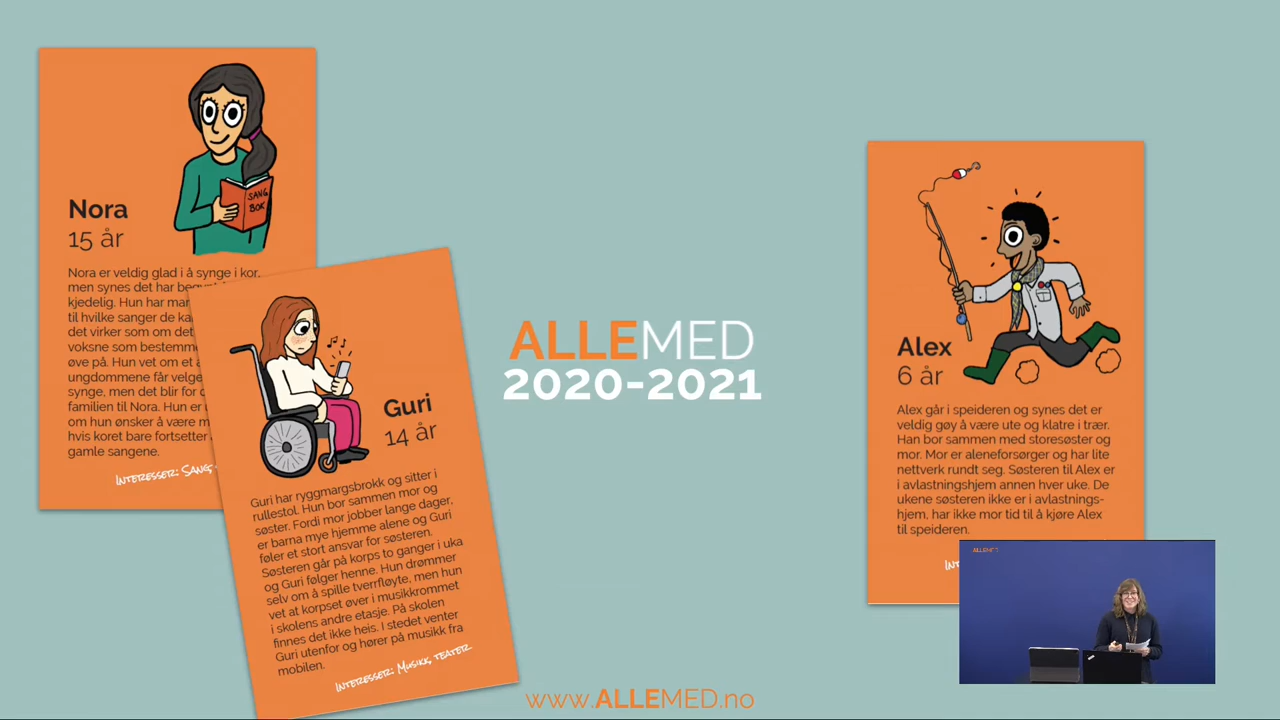 SANG
BOK
Nora
15 år
Nora er veldig glad i å synge i kor,
men synes det har
kjedelig. Hun har
til hvilke sanger de
det virker som om det
voksne som
øve på. Hun vet om et
ungdommene får velge
synge, men det blir for
familien til Nora. Hun er
om hun ønsker å være
hvis koret bare fortsetter
gamle sangene.
Interesser: Sang
Guri
14 år
Guri har ryggmargsbrokk og sitter i
rullestol. Hun bor sammen mor og
søster. Fordi mor jobber lange dager,
er barna mye hjemme alene og Guri
føler et stort ansvar for søsteren.
Søsteren går på korps to ganger i uka
og Guri følger henne. Hun drømmer
selv om å spille tverrfløyte, men hun
vet at korpset øver i musikkrommet
i skolens andre etasje. På skolen
finnes det ikke heis. I stedet venter
Guri utenfor og hører på musikk fra
mobilen.
Interesser: Musikk, teater
ALLEMED
2020-2021
www.ALLEMED.no
Alex
6 år
Alex går i speideren og synes det er
veldig gøy å være ute og klatre i trær.
Han bor sammen med storesøster og
mor. Mor er aleneforsørger og har lite
nettverk rundt seg. Søsteren til Alex er
i avlastningshjem annen hver uke. De
ukene søsteren ikke er i avlastnings-
hjem, har ikke mor tid til å kjøre Alex
til speideren.
ALLEMED